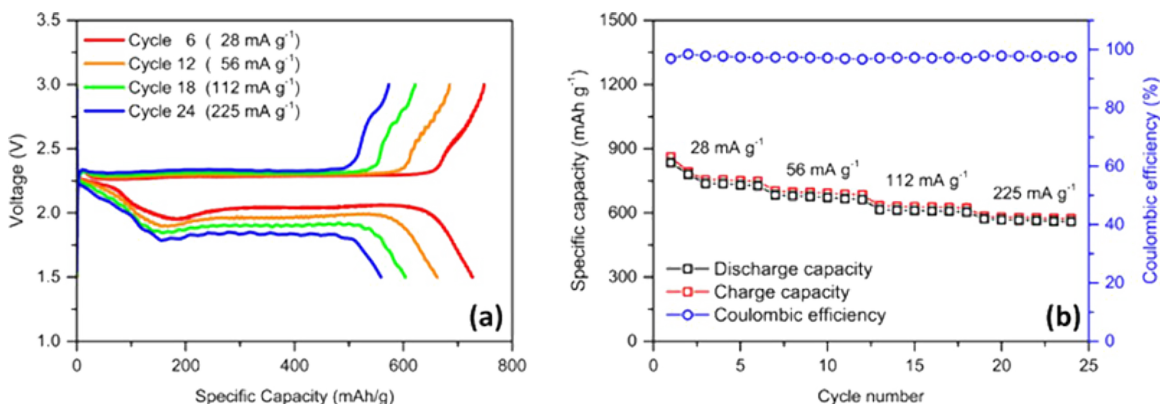 3.5
3.0
2.5
2.0
1.5
1.0
Voltage (V)
Cycle 6 ( 28 mA g-1)
Cycle 12 ( 56 mA g-1)
Cycle 18 (112 mA g-1)
Cycle 24 (225 mA g-1)
(a)
0 200 400 600 800
Specific Capacity (mAh/g)
1500
1200
900
600
300
0
Specific capacity (mAh g-1)
28 mA g-1
56 mA g-1
112 mA g-1
225 mA g-1
Discharge capacity
Charge capacity
Coulombic efficiency
(b)
0 5 10 15 20 25
Cycle number
100
80
60
40
20
0
Coulombic efficiency (%)